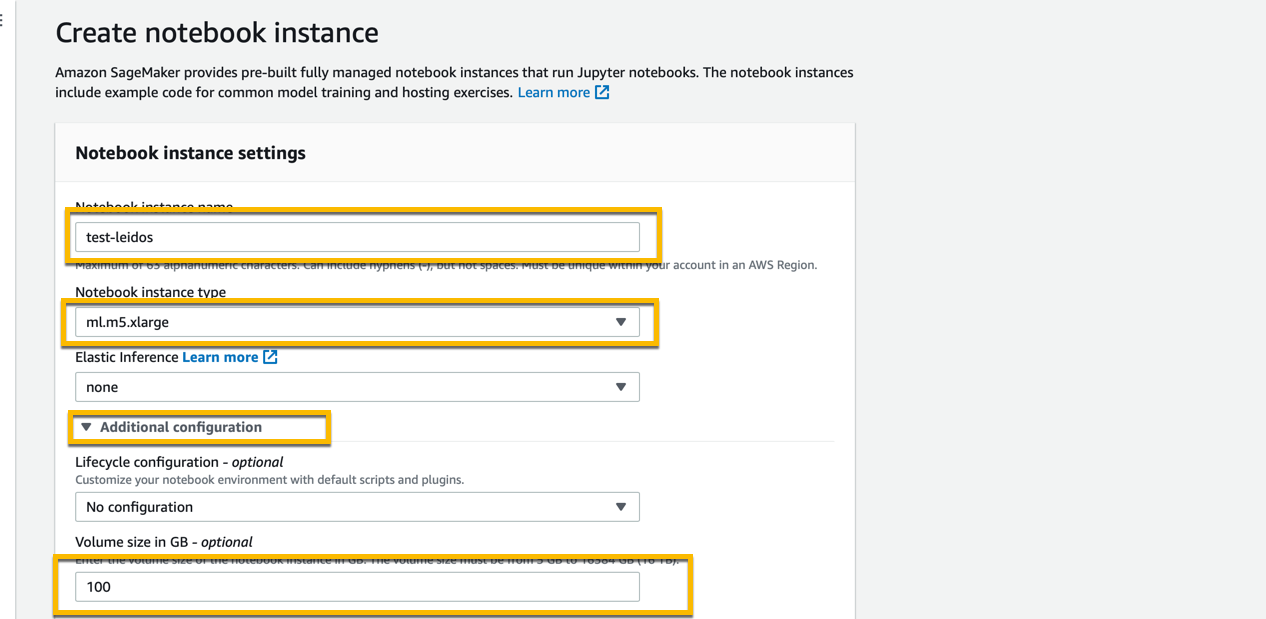 Create notebook instance
Amazon SageMaker provides pre-built fully managed notebook instances that run Jupyter notebooks. The notebook instances
include example code for common model training and hosting exercises. Learn more
Notebook instance settings
Notebook instance name
test-leidos
Maximum of 63 alphanumeric characters. Can include hyphens (-), but not spaces. Must be unique within your account in an AWS Region.
Notebook instance type
ml.m5.xlarge
Elastic Inference Learn more
none
Additional configuration
Lifecycle configuration - optional
Customize your notebook environment with default scripts and plugins.
No configuration
Volume size in GB - optional
Enter the volume size of the notebook instance in GB. The volume size must be from 5 GB to 16384 GB (16 TB).
100